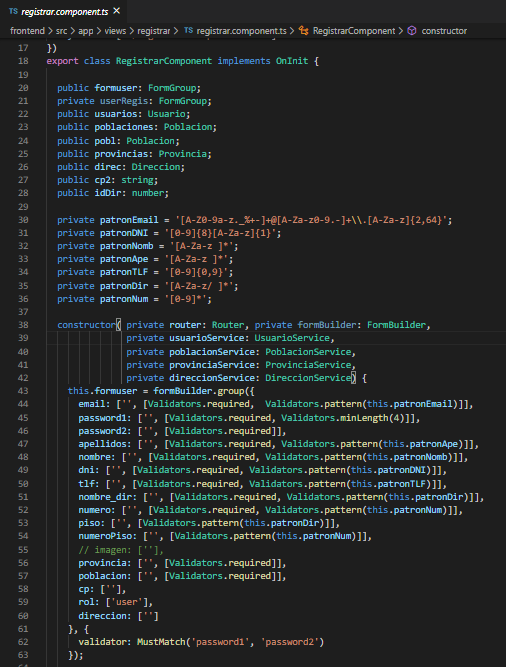 TS registrar.component.ts ×
frontend > src > app > views > registrar > TS registrar.component.ts > RegistrarComponent > constructor
17 })
18 export class RegistrarComponent implements OnInit {
19
20 public formuser: FormGroup;
21 private userRegis: FormGroup;
22 public usuarios: Usuario;
23 public poblaciones: Poblacion;
24 public pobl: Poblacion;
25 public provincias: Provincia;
26 public direc: Direccion;
27 public cp2: string;
28 public idDir: number;
29
30 private patronEmail = '[A-Z0-9a-z._%+-]+@[A-Za-z0-9.-]+\\.[A-Za-z]{2,64}';
31 private patronDNI = '[0-9]{8}[A-Za-z]{1}';
32 private patronNomb = '[A-Za-z ]*';
33 private patronApe = '[A-Za-z ]*';
34 private patronTLF = '[0-9]{0,9}';
35 private patronDir = '[A-Za-z/ ]*';
36 private patronNum = '[0-9]*';
37
38 constructor( private router: Router, private formBuilder: FormBuilder,
39 private usuarioService: UsuarioService,
40 private poblacionService: PoblacionService,
41 private provinciaService: ProvinciaService,
42 private direccionService: DireccionService) {
43 this.formuser = formBuilder.group({
44 email: ['', [Validators.required,  Validators.pattern(this.patronEmail)]],
45 password1: ['', [Validators.required, Validators.minLength(4)]],
46 password2: ['', [Validators.required]],
47 apellidos: ['', [Validators.required, Validators.pattern(this.patronApe)]],
48 nombre: ['', [Validators.required, Validators.pattern(this.patronNomb)]],
49 dni: ['', [Validators.required, Validators.pattern(this.patronDNI)]],
50 tlf: ['', [Validators.required, Validators.pattern(this.patronTLF)]],
51 nombre_dir: ['', [Validators.required, Validators.pattern(this.patronDir)]],
52 numero: ['', [Validators.required, Validators.pattern(this.patronNum)]],
53 piso: ['', [Validators.pattern(this.patronDir)]],
54 numeroPiso: ['', [Validators.pattern(this.patronNum)]],
55 // imagen: [''],
56 provincia: ['', [Validators.required]],
57 poblacion: ['', [Validators.required]],
58 cp: [''],
59 rol: ['user'],
60 direccion: ['']
61 }, {
62 validator: MustMatch('password1', 'password2')
63 });